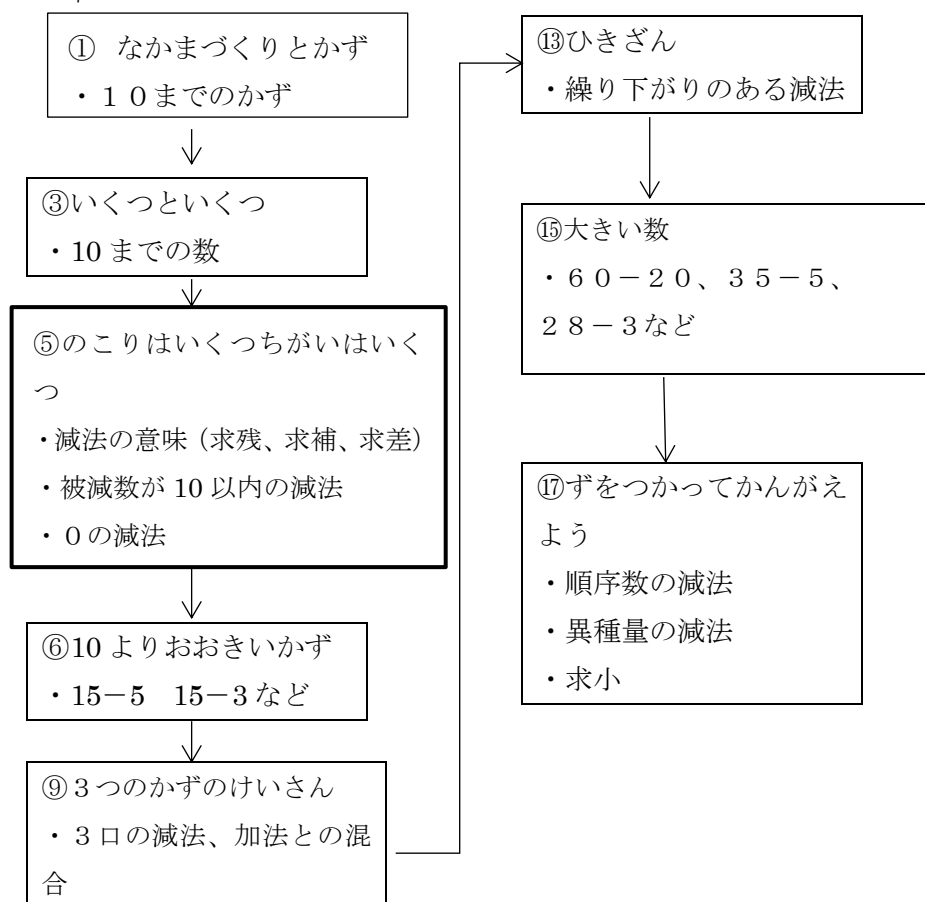 ① なかまづくりとかず
・１０までのかず
③いくつといくつ
・10 までの数
⑤のこりはいくつちがいはいく
つ
・減法の意味（求残、求補、求差）
・被減数が 10 以内の減法
・０の減法
⑥10 よりおおきいかず
・15－5　15－3 など
⑨３つのかずのけいさん
・３口の減法、加法との混
合
⑬ひきざん
・繰り下がりのある減法
⑮大きい数
・６０－２０、３５－５、
２８－３など
⑰ずをつかってかんがえ
よう
・順序数の減法
・異種量の減法
・求小